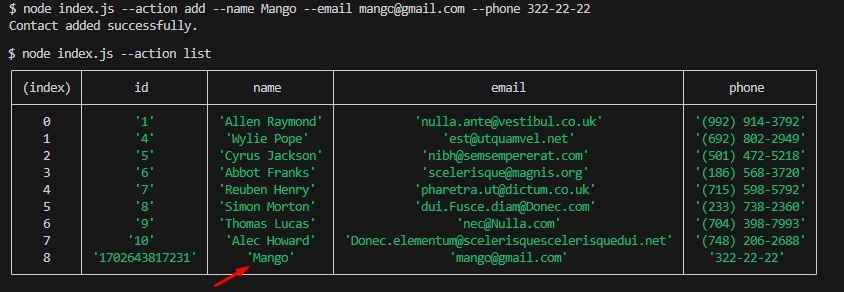 $ node index.js --action add --name Mango --email mango@gmail.com --phone 322-22-22
Contact added successfully.
$ node index.js --action list
(index) id name email phone
0 '1' 'Allen Raymond' 'nulla.ante@vestibul.co.uk' '(992) 914-3792'
1 '4' 'Wylie Pope' 'est@utquamvel.net' '(692) 802-2949'
2 '5' 'Cyrus Jackson' 'nibh@semsempererat.com' '(501) 472-5218'
3 '6' 'Abbot Franks' 'scelerisque@magnis.org' '(186) 568-3720'
4 '7' 'Reuben Henry' 'pharetra.ut@dictum.co.uk' '(715) 598-5792'
5 '8' 'Simon Morton' 'dui.Fusce.diam@Donec.com' '(233) 738-2360'
6 '9' 'Thomas Lucas' 'nec@Nulla.com' '(704) 398-7993'
7 '10' 'Alec Howard' 'Donec.elementum@scelerisquescelerisquedui.net' '(748) 206-2688'
8 '1702643817231' 'Mango' 'mango@gmail.com' '322-22-22'